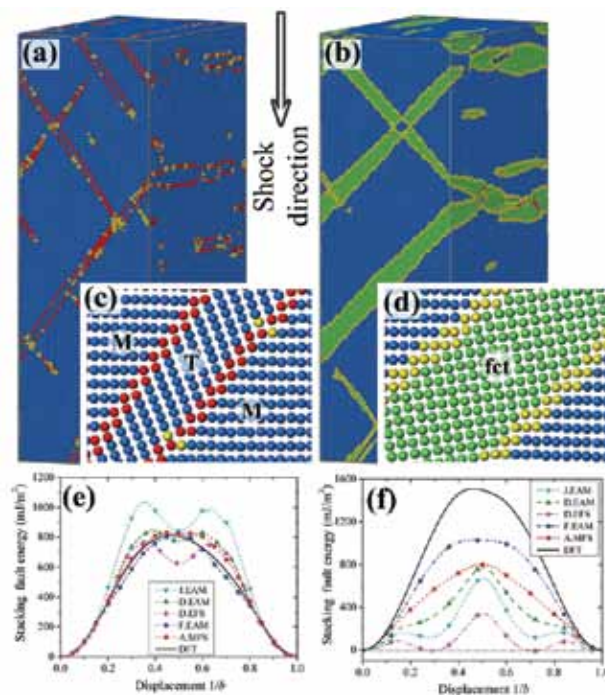 (a)
(b)
Shock
direction
(c)
(d)
M
T
M
fct
(e)
(f)
Stacking fault energy (mJ/m²)
1200
1000
800
600
400
200
0
J.EAM
D.EAM
D.EFS
F.EAM
A.MFS
DFT
0.0 0.2 0.4 0.6 0.8 1.0
Displacement 1/b
Stacking fault energy (mJ/m²)
1600
1200
800
400
0
J.EAM
D.EAM
D.EFS
F.EAM
A.MFS
DFT
0.0 0.2 0.4 0.6 0.8 1.0
Displacement 1/b